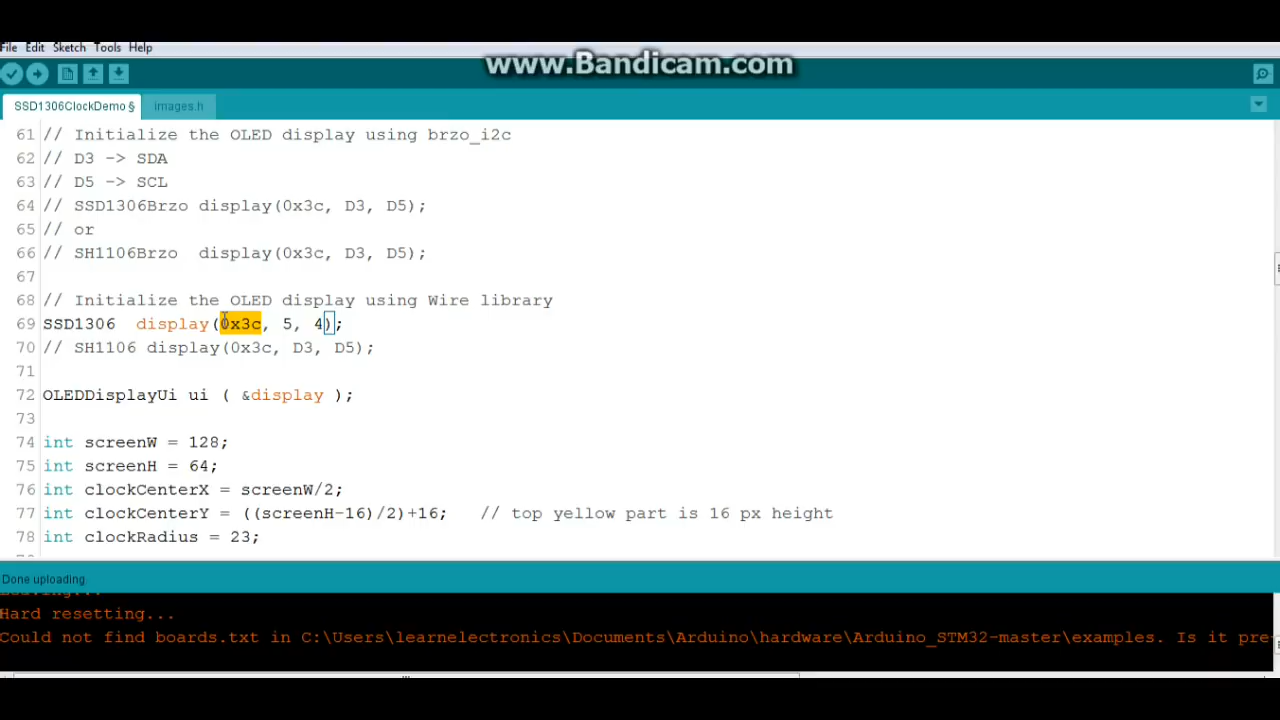 File Edit Sketch Tools Help
www.Bandicam.com
SSD1306ClockDemo §
images.h
61 // Initialize the OLED display using brzo_i2c
62 // D3 -> SDA
63 // D5 -> SCL
64 // SSD1306Brzo display(0x3c, D3, D5);
65 // or
66 // SH1106Brzo  display(0x3c, D3, D5);
67
68 // Initialize the OLED display using Wire library
69 SSD1306  display(0x3c, 5, 4);
70 // SH1106 display(0x3c, D3, D5);
71
72 OLEDDisplayUi ui ( &display );
73
74 int screenW = 128;
75 int screenH = 64;
76 int clockCenterX = screenW/2;
77 int clockCenterY = ((screenH-16)/2)+16;   // top yellow part is 16 px height
78 int clockRadius = 23;
Done uploading.
Hard resetting...
Could not find boards.txt in C:\Users\learnelectronics\Documents\Arduino\hardware\Arduino_STM32-master\examples. Is it pre-